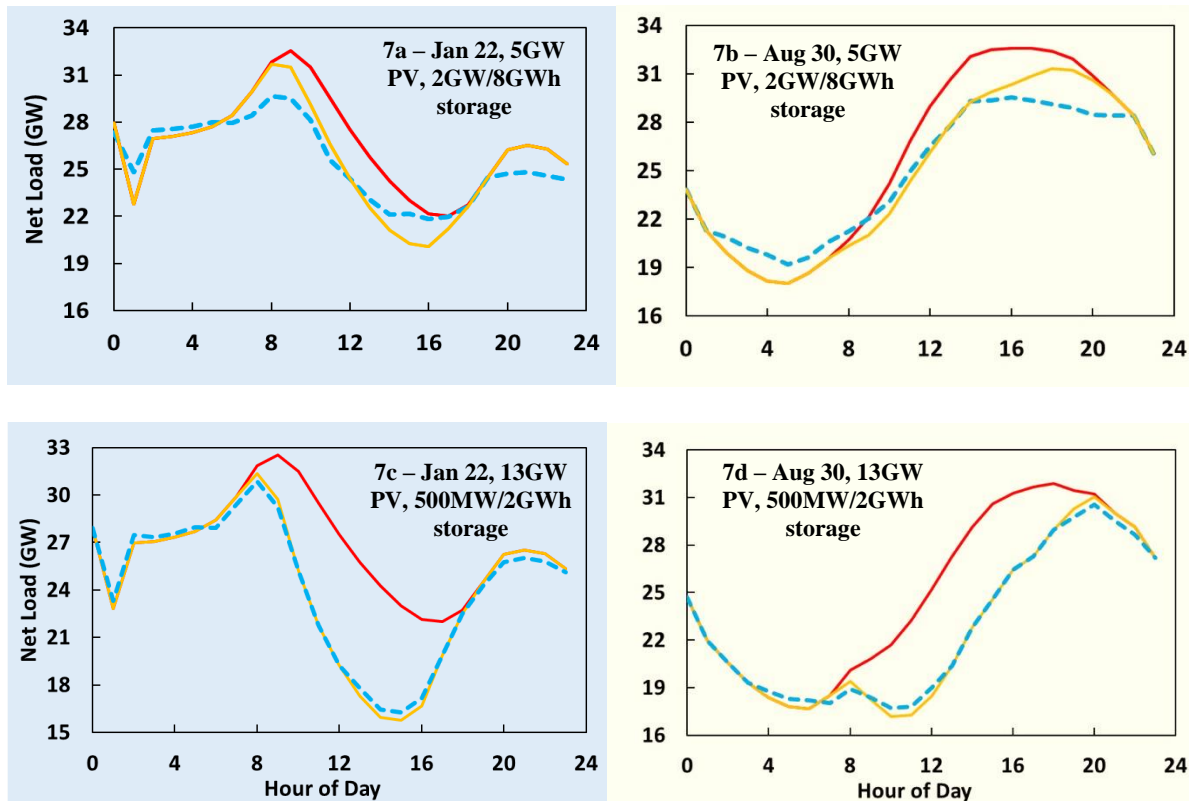 34
31
28
25
22
19
16
Net Load (GW)
7a – Jan 22, 5GW
PV, 2GW/8GWh
storage
0 4 8 12 16 20 24
34
31
28
25
22
19
16
7b – Aug 30, 5GW
PV, 2GW/8GWh
storage
0 4 8 12 16 20 24
33
30
27
24
21
18
15
Net Load (GW)
7c – Jan 22, 13GW
PV, 500MW/2GWh
storage
0 4 8 12 16 20 24
Hour of Day
34
31
28
25
22
19
16
7d – Aug 30, 13GW
PV, 500MW/2GWh
storage
0 4 8 12 16 20 24
Hour of Day